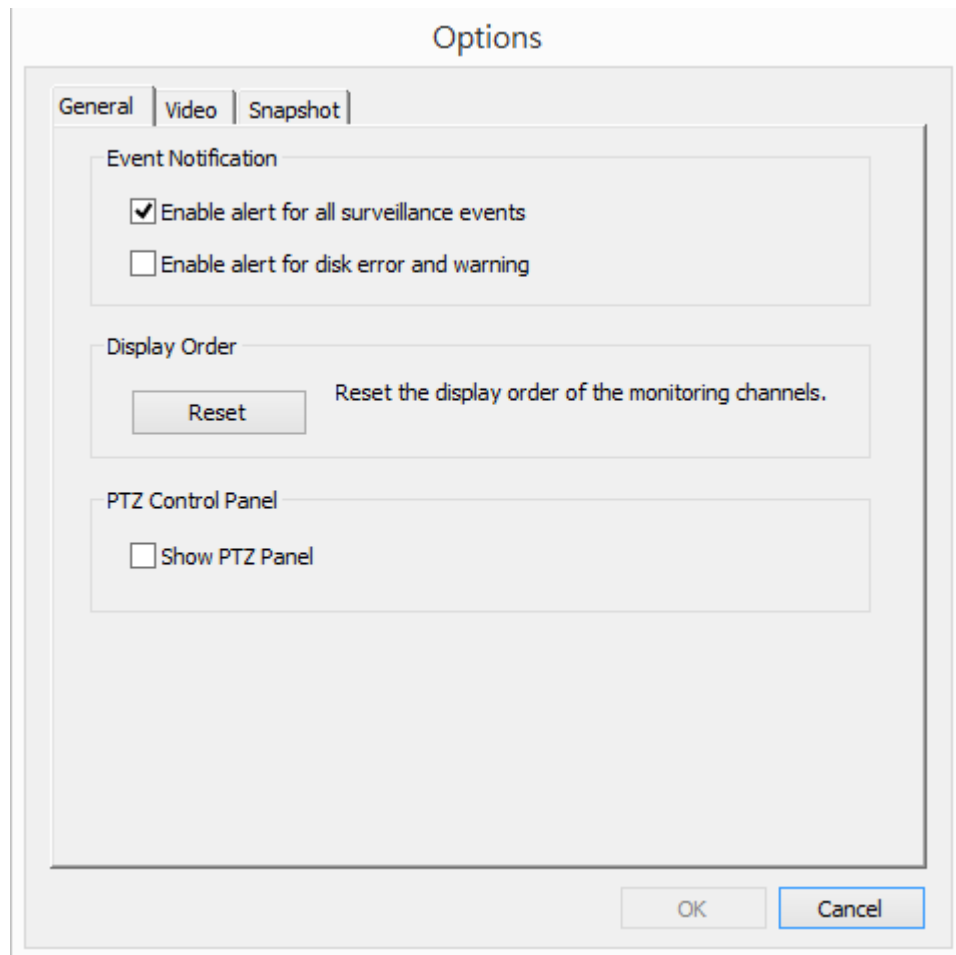 Options
General Video Snapshot
Event Notification
Enable alert for all surveillance events
Enable alert for disk error and warning
Display Order
Reset Reset the display order of the monitoring channels.
PTZ Control Panel
Show PTZ Panel
OK Cancel